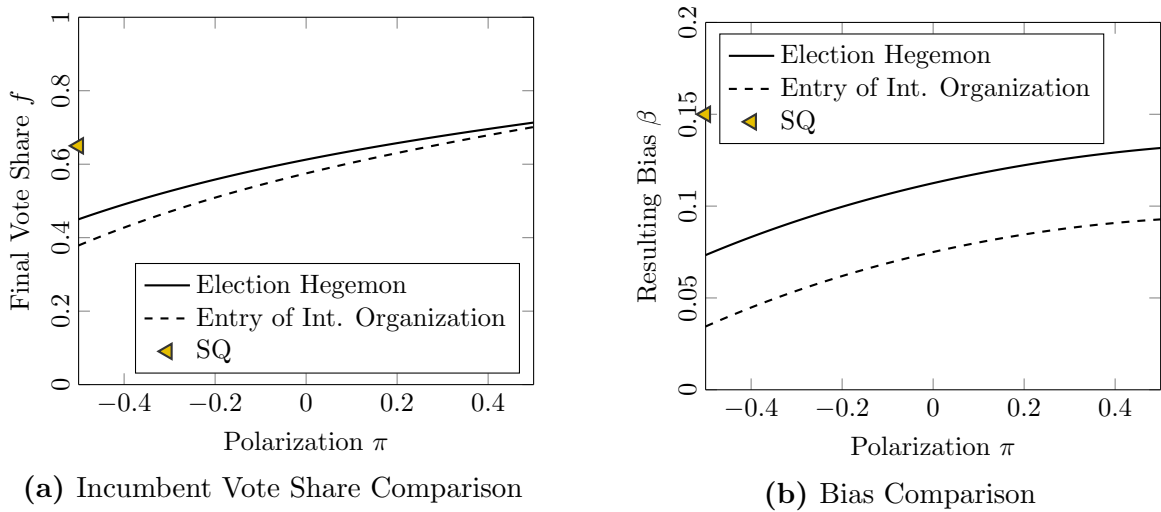 1
0.8
0.6
0.4
0.2
0
Final Vote Share f
Election Hegemon
Entry of Int. Organization
SQ
−0.4 −0.2 0 0.2 0.4
Polarization π
(a) Incumbent Vote Share Comparison
0.2
0.15
0.1
0.05
0
Resulting Bias β
Election Hegemon
Entry of Int. Organization
SQ
−0.4 −0.2 0 0.2 0.4
Polarization π
(b) Bias Comparison